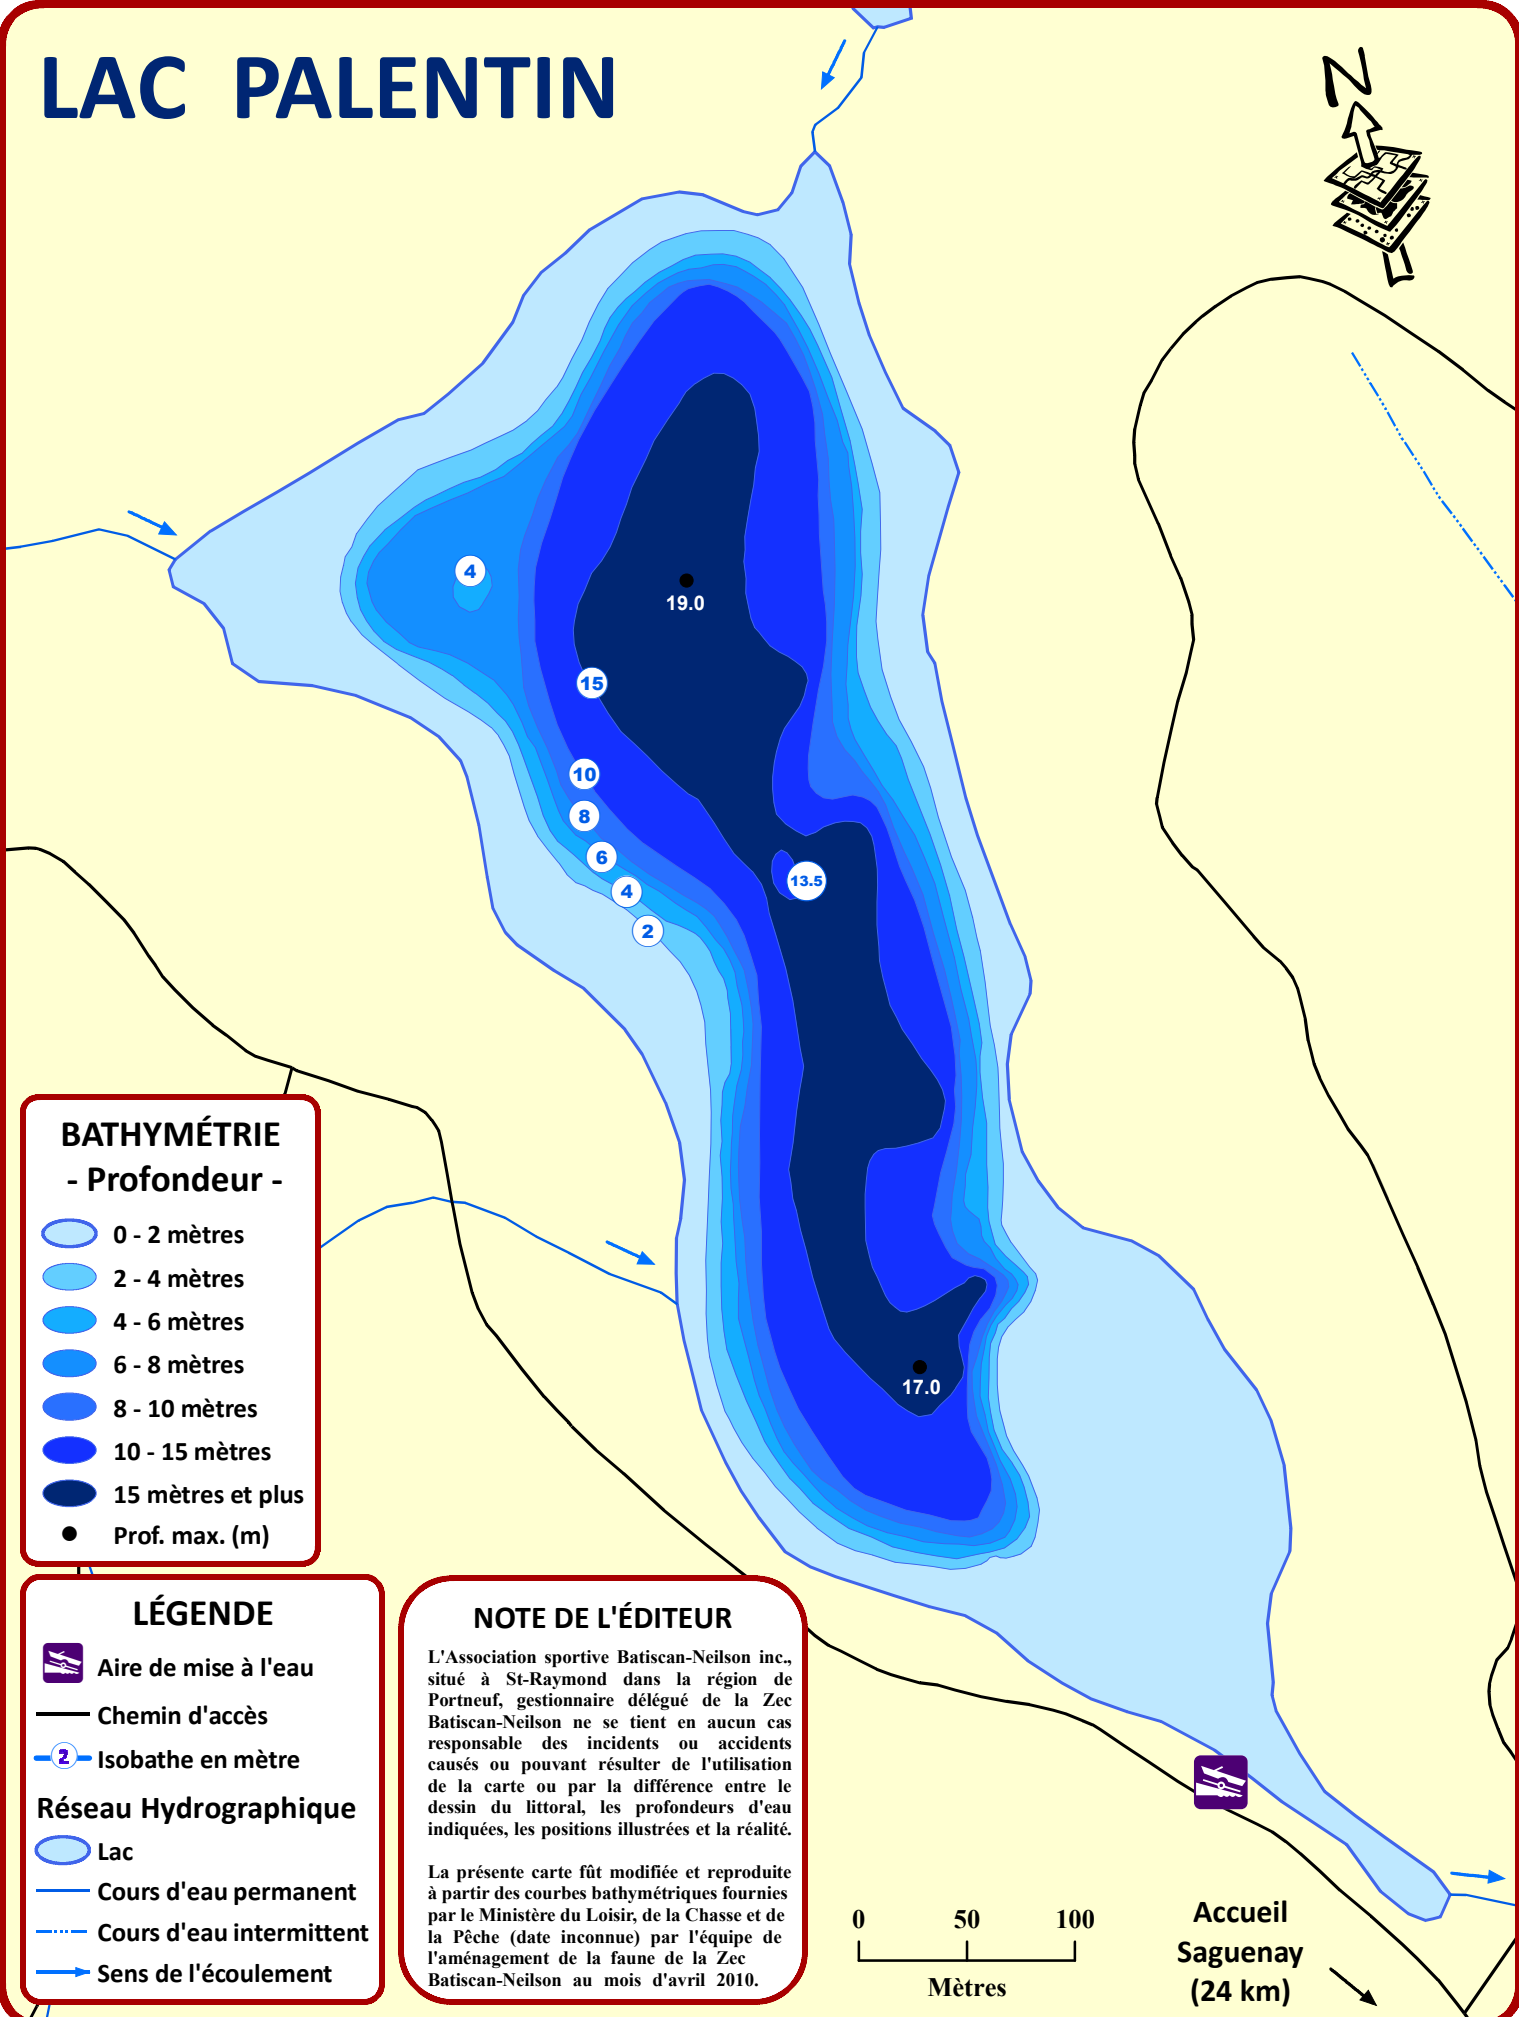 LAC PALENTIN
N
4
19.0
15
10
8
6
4
2
13.5
17.0
BATHYMÉTRIE
- Profondeur -
0 - 2 mètres
2 - 4 mètres
4 - 6 mètres
6 - 8 mètres
8 - 10 mètres
10 - 15 mètres
15 mètres et plus
Prof. max. (m)
LÉGENDE
Aire de mise à l'eau
Chemin d'accès
2 Isobathe en mètre
Réseau Hydrographique
Lac
Cours d'eau permanent
Cours d'eau intermittent
Sens de l'écoulement
NOTE DE L'ÉDITEUR
L'Association sportive Batiscan-Neilson inc.,
situé à St-Raymond dans la région de
Portneuf, gestionnaire délégué de la Zec
Batiscan-Neilson ne se tient en aucun cas
responsable des incidents ou accidents
causés ou pouvant résulter de l'utilisation
de la carte ou par la différence entre le
dessin du littoral, les profondeurs d'eau
indiquées, les positions illustrées et la réalité.
La présente carte fût modifiée et reproduite
à partir des courbes bathymétriques fournies
par le Ministère du Loisir, de la Chasse et de
la Pêche (date inconnue) par l'équipe de
l'aménagement de la faune de la Zec
Batiscan-Neilson au mois d'avril 2010.
0 50 100
Mètres
Accueil
Saguenay
(24 km)